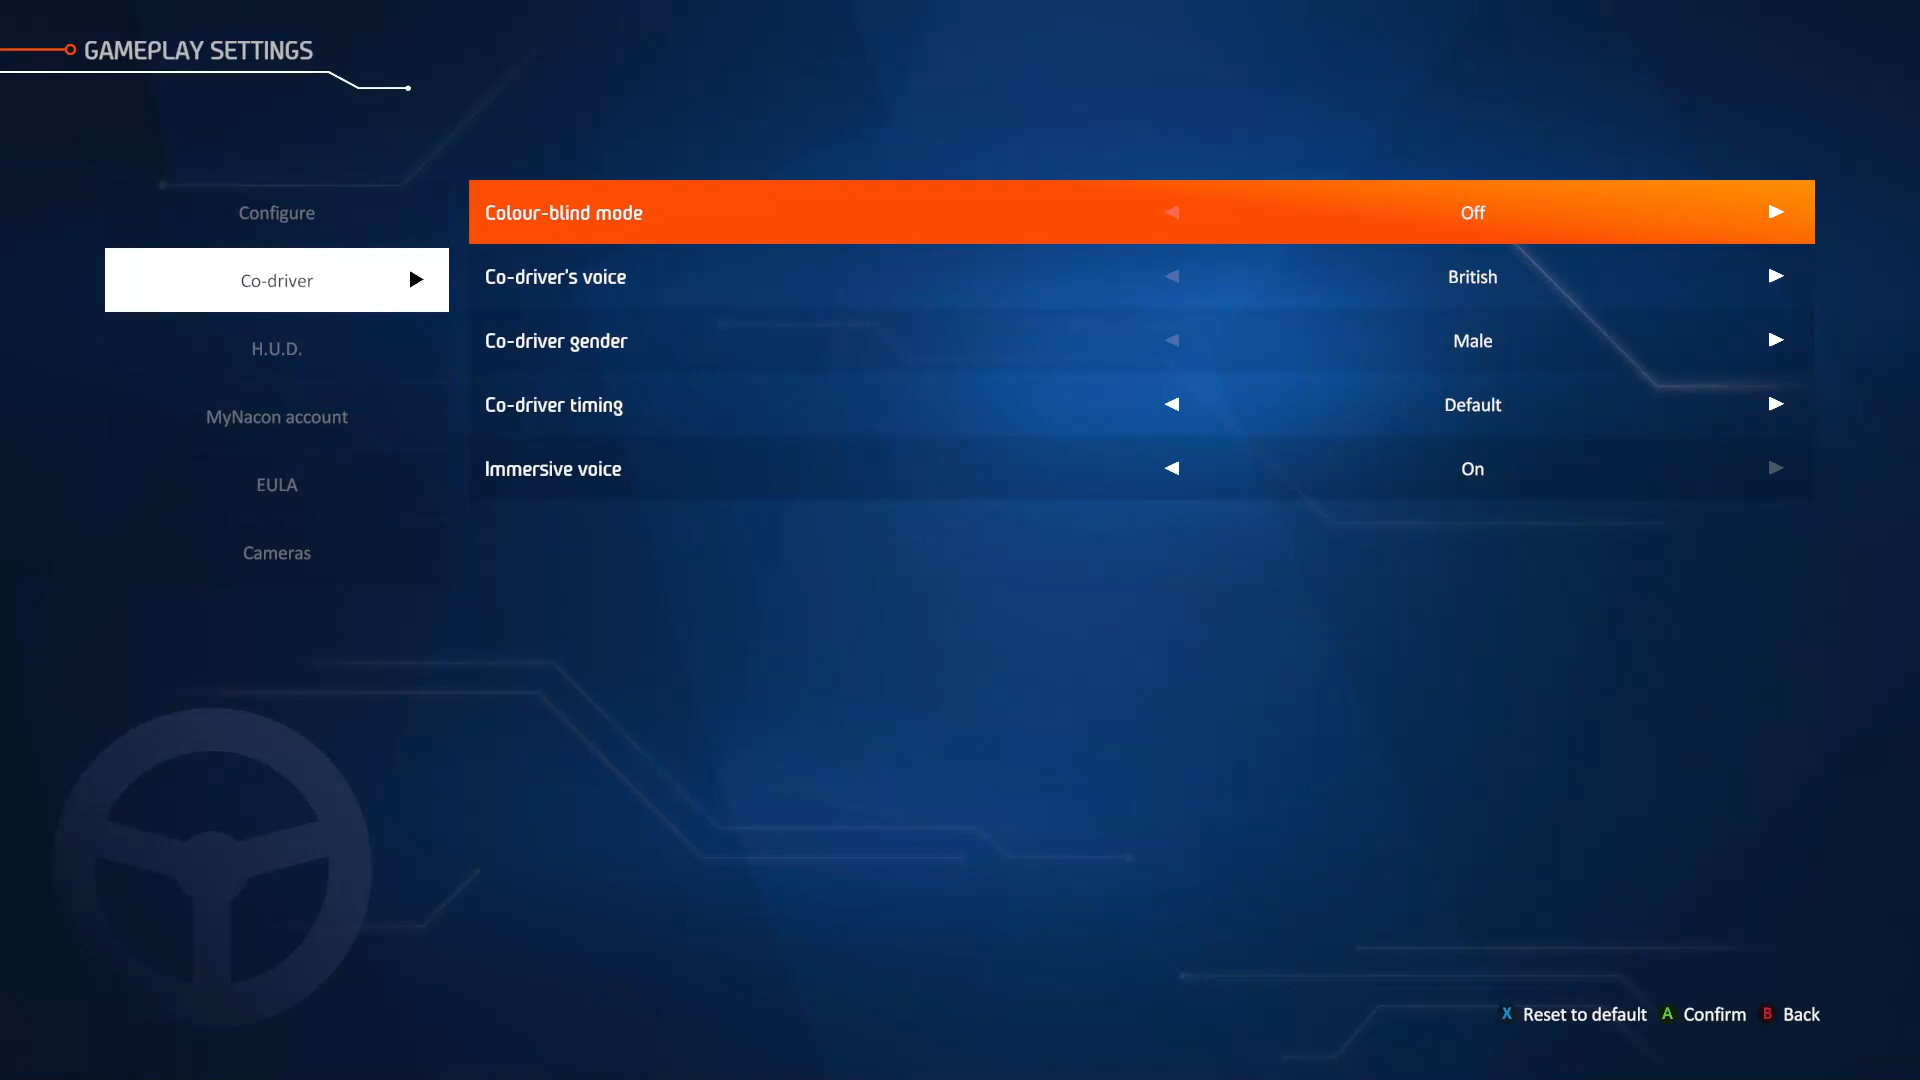 GAMEPLAY SETTINGS
Configure
Co-driver
H.U.D.
MyNacon account
EULA
Cameras
Colour-blind mode Off
Co-driver's voice British
Co-driver gender Male
Co-driver timing Default
Immersive voice On
X Reset to default A Confirm B Back